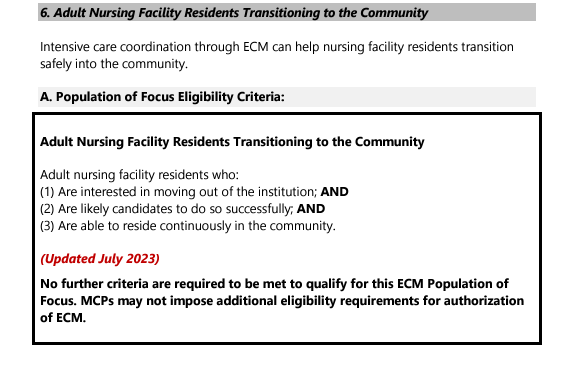 6. Adult Nursing Facility Residents Transitioning to the Community
Intensive care coordination through ECM can help nursing facility residents transition
safely into the community.
A. Population of Focus Eligibility Criteria:
Adult Nursing Facility Residents Transitioning to the Community
Adult nursing facility residents who:
(1) Are interested in moving out of the institution; AND
(2) Are likely candidates to do so successfully; AND
(3) Are able to reside continuously in the community.
(Updated July 2023)
No further criteria are required to be met to qualify for this ECM Population of
Focus. MCPs may not impose additional eligibility requirements for authorization
of ECM.